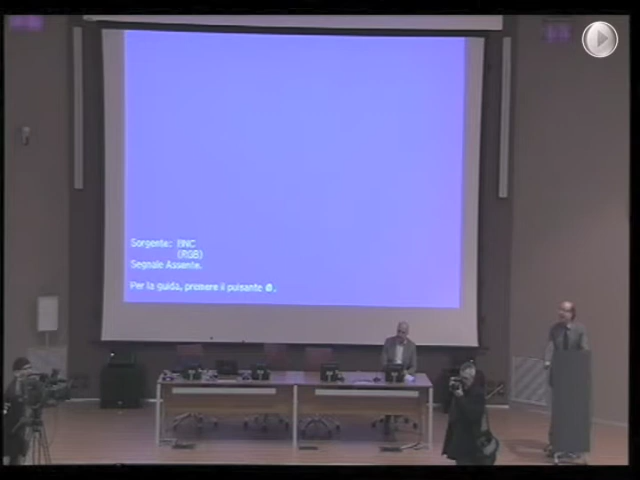 Sorgente: BNC
(RGB)
Segnale Assente.
Per la guida, premere il pulsante